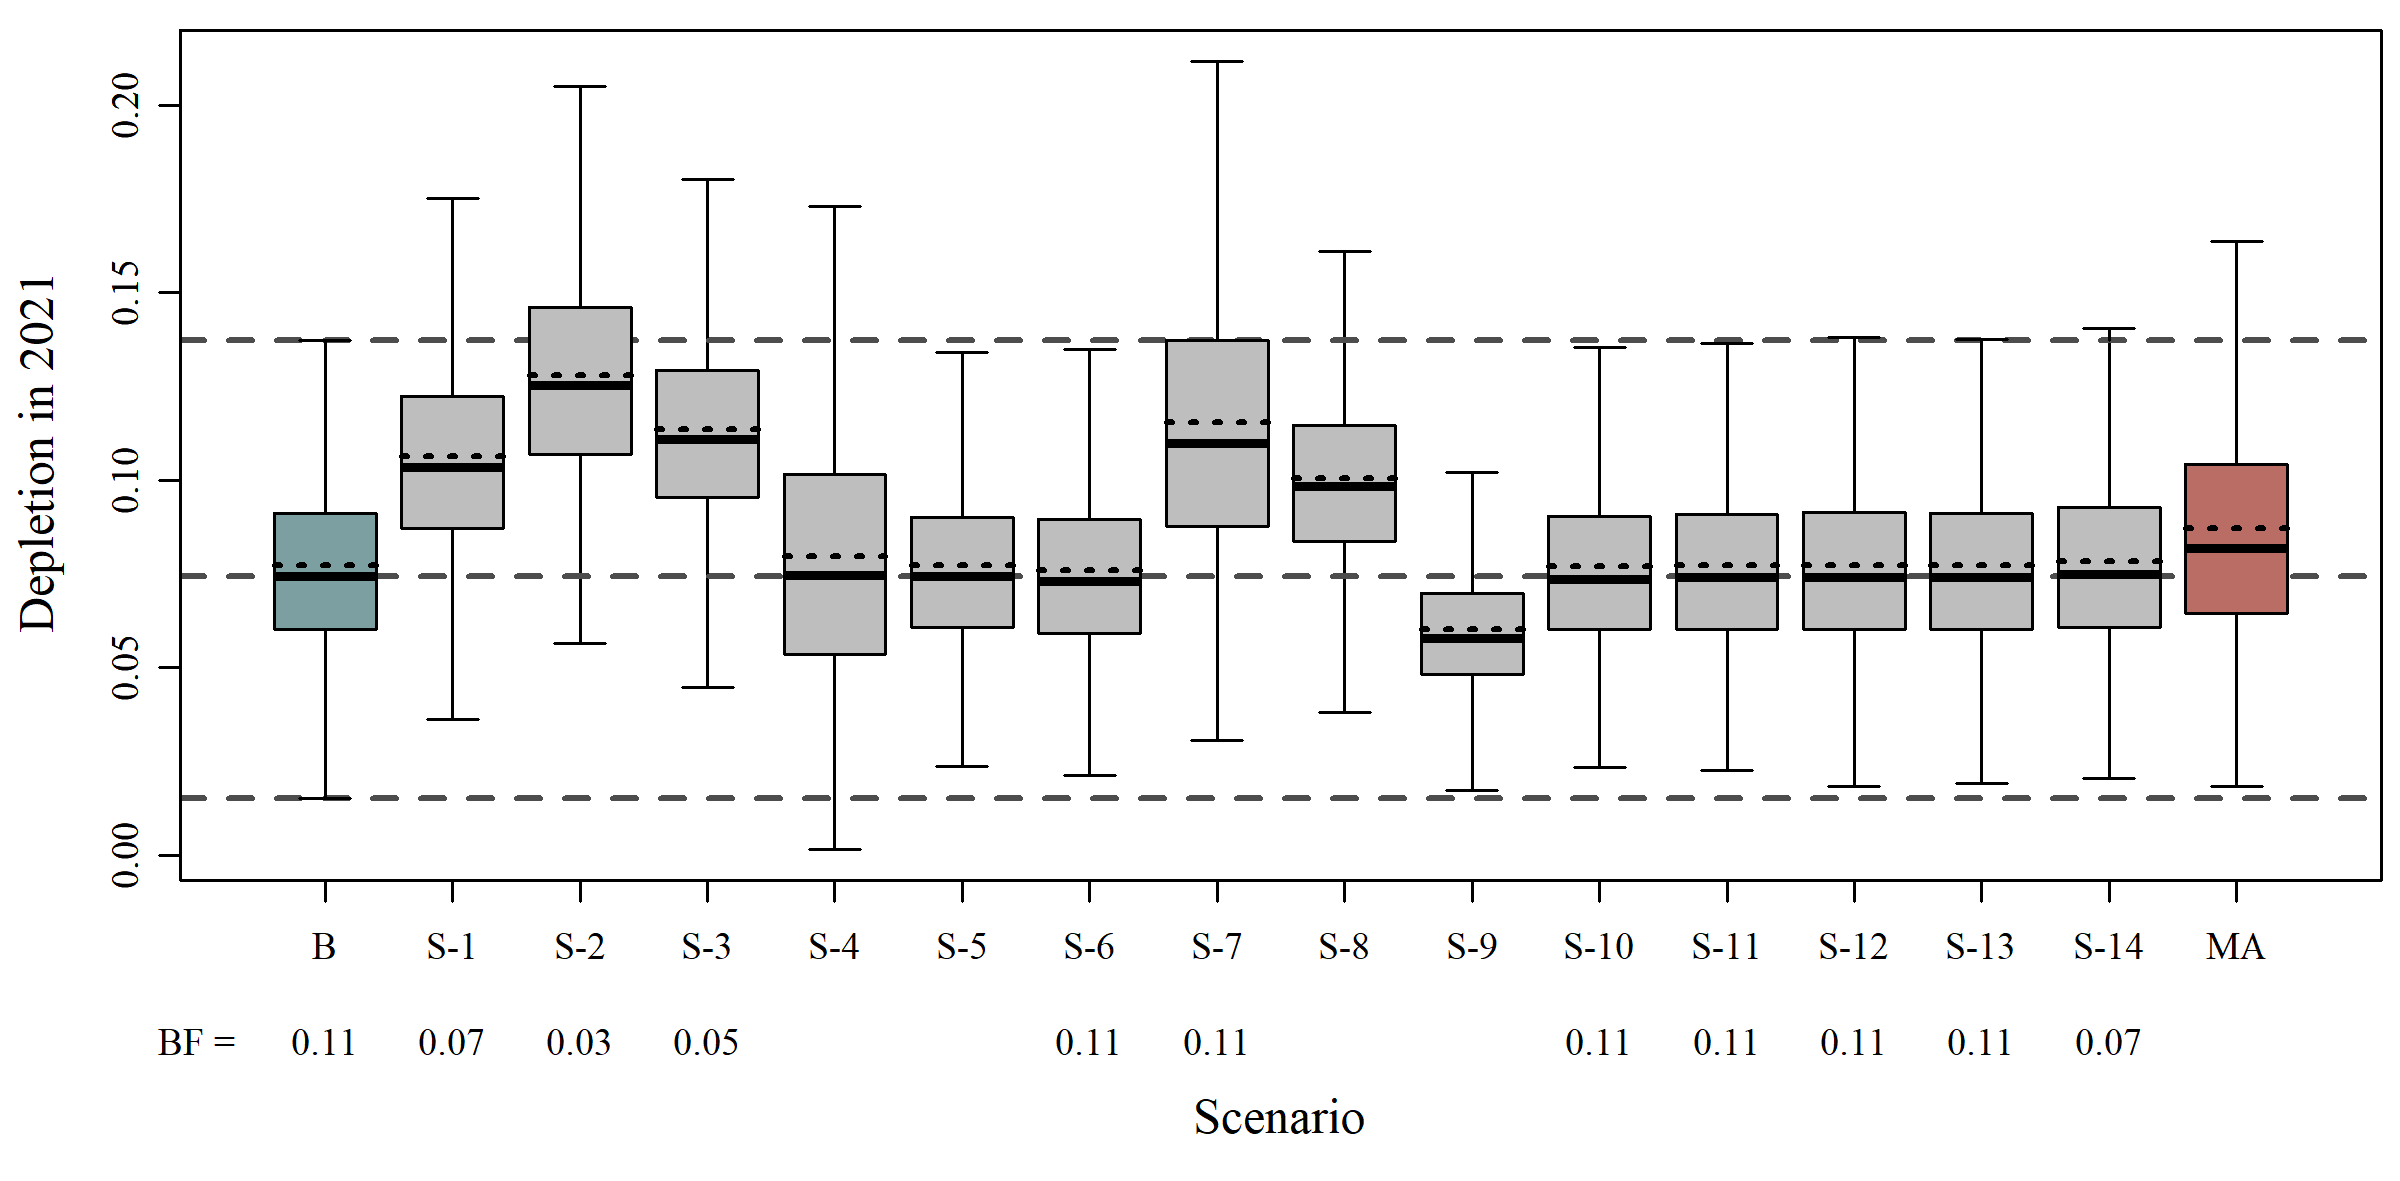 Depletion in 2021
0.20
0.15
0.10
0.05
0.00
B S-1 S-2 S-3 S-4 S-5 S-6 S-7 S-8 S-9 S-10 S-11 S-12 S-13 S-14 MA
BF = 0.11 0.07 0.03 0.05 0.11 0.11 0.11 0.11 0.11 0.11 0.07
Scenario